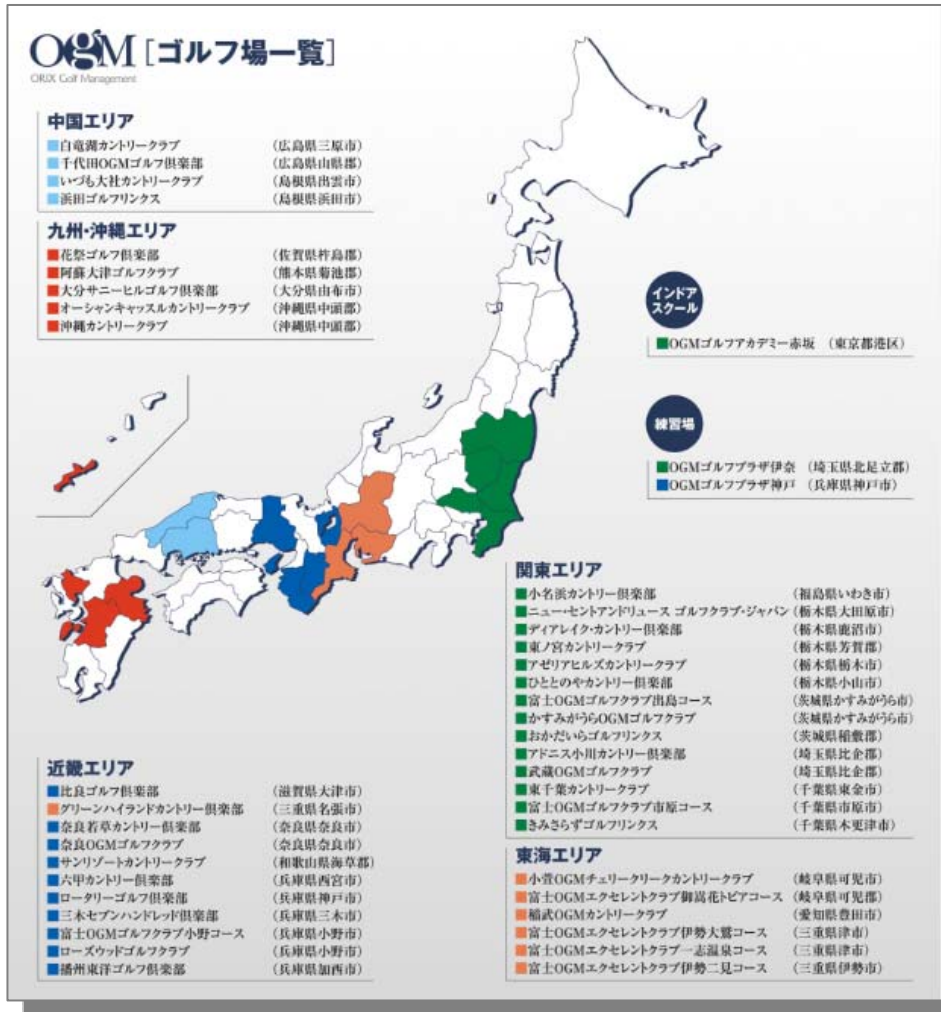 OGM [ゴルフ場一覧]
ORIX Golf Management
中国エリア
白竜湖カントリークラブ (広島県三原市)
千代田OGMゴルフ倶楽部 (広島県山県郡)
いづも大社カントリークラブ (島根県出雲市)
浜田ゴルフリンクス (島根県浜田市)
九州・沖縄エリア
花祭ゴルフ倶楽部 (佐賀県杵島郡)
阿蘇大津ゴルフクラブ (熊本県菊池郡)
大分サニーヒルゴルフ倶楽部 (大分県由布市)
オーシャンキャッスルカントリークラブ (沖縄県中頭郡)
沖縄カントリークラブ (沖縄県中頭郡)
インドア
スクール
OGMゴルフアカデミー赤坂 (東京都港区)
練習場
OGMゴルフプラザ伊奈 (埼玉県北足立郡)
OGMゴルフプラザ神戸 (兵庫県神戸市)
関東エリア
小名浜カントリー倶楽部 (福島県いわき市)
ニュー・セントアンドリュース ゴルフクラブ・ジャパン (栃木県大田原市)
ディアレイク・カントリー倶楽部 (栃木県鹿沼市)
東ノ宮カントリークラブ (栃木県芳賀郡)
アゼリアヒルズカントリークラブ (栃木県栃木市)
ひととのやカントリー倶楽部 (栃木県小山市)
富士OGMゴルフクラブ出島コース (茨城県かすみがうら市)
かすみがうらOGMゴルフクラブ (茨城県かすみがうら市)
おかだいらゴルフリンクス (茨城県稲敷郡)
アドニス小川カントリー倶楽部 (埼玉県比企郡)
武蔵OGMゴルフクラブ (埼玉県比企郡)
東千葉カントリークラブ (千葉県東金市)
富士OGMゴルフクラブ市原コース (千葉県市原市)
きみさらずゴルフリンクス (千葉県木更津市)
近畿エリア
比良ゴルフ倶楽部 (滋賀県大津市)
グリーンハイランドカントリー倶楽部 (三重県名張市)
奈良若草カントリー倶楽部 (奈良県奈良市)
奈良OGMゴルフクラブ (奈良県奈良市)
サンリゾートカントリークラブ (和歌山県海草郡)
六甲カントリー倶楽部 (兵庫県西宮市)
ロータリーゴルフ倶楽部 (兵庫県神戸市)
三木セブンハンドレッド倶楽部 (兵庫県三木市)
富士OGMゴルフクラブ小野コース (兵庫県小野市)
ローズウッドゴルフクラブ (兵庫県小野市)
播州東洋ゴルフ倶楽部 (兵庫県加西市)
東海エリア
小萱OGMチェリークリークカントリークラブ (岐阜県可児市)
富士OGMエクセレントクラブ御嵩花トピアコース (岐阜県可児郡)
稲武OGMカントリークラブ (愛知県豊田市)
富士OGMエクセレントクラブ伊勢大鷲コース (三重県津市)
富士OGMエクセレントクラブ一志温泉コース (三重県津市)
富士OGMエクセレントクラブ伊勢二見コース (三重県伊勢市)